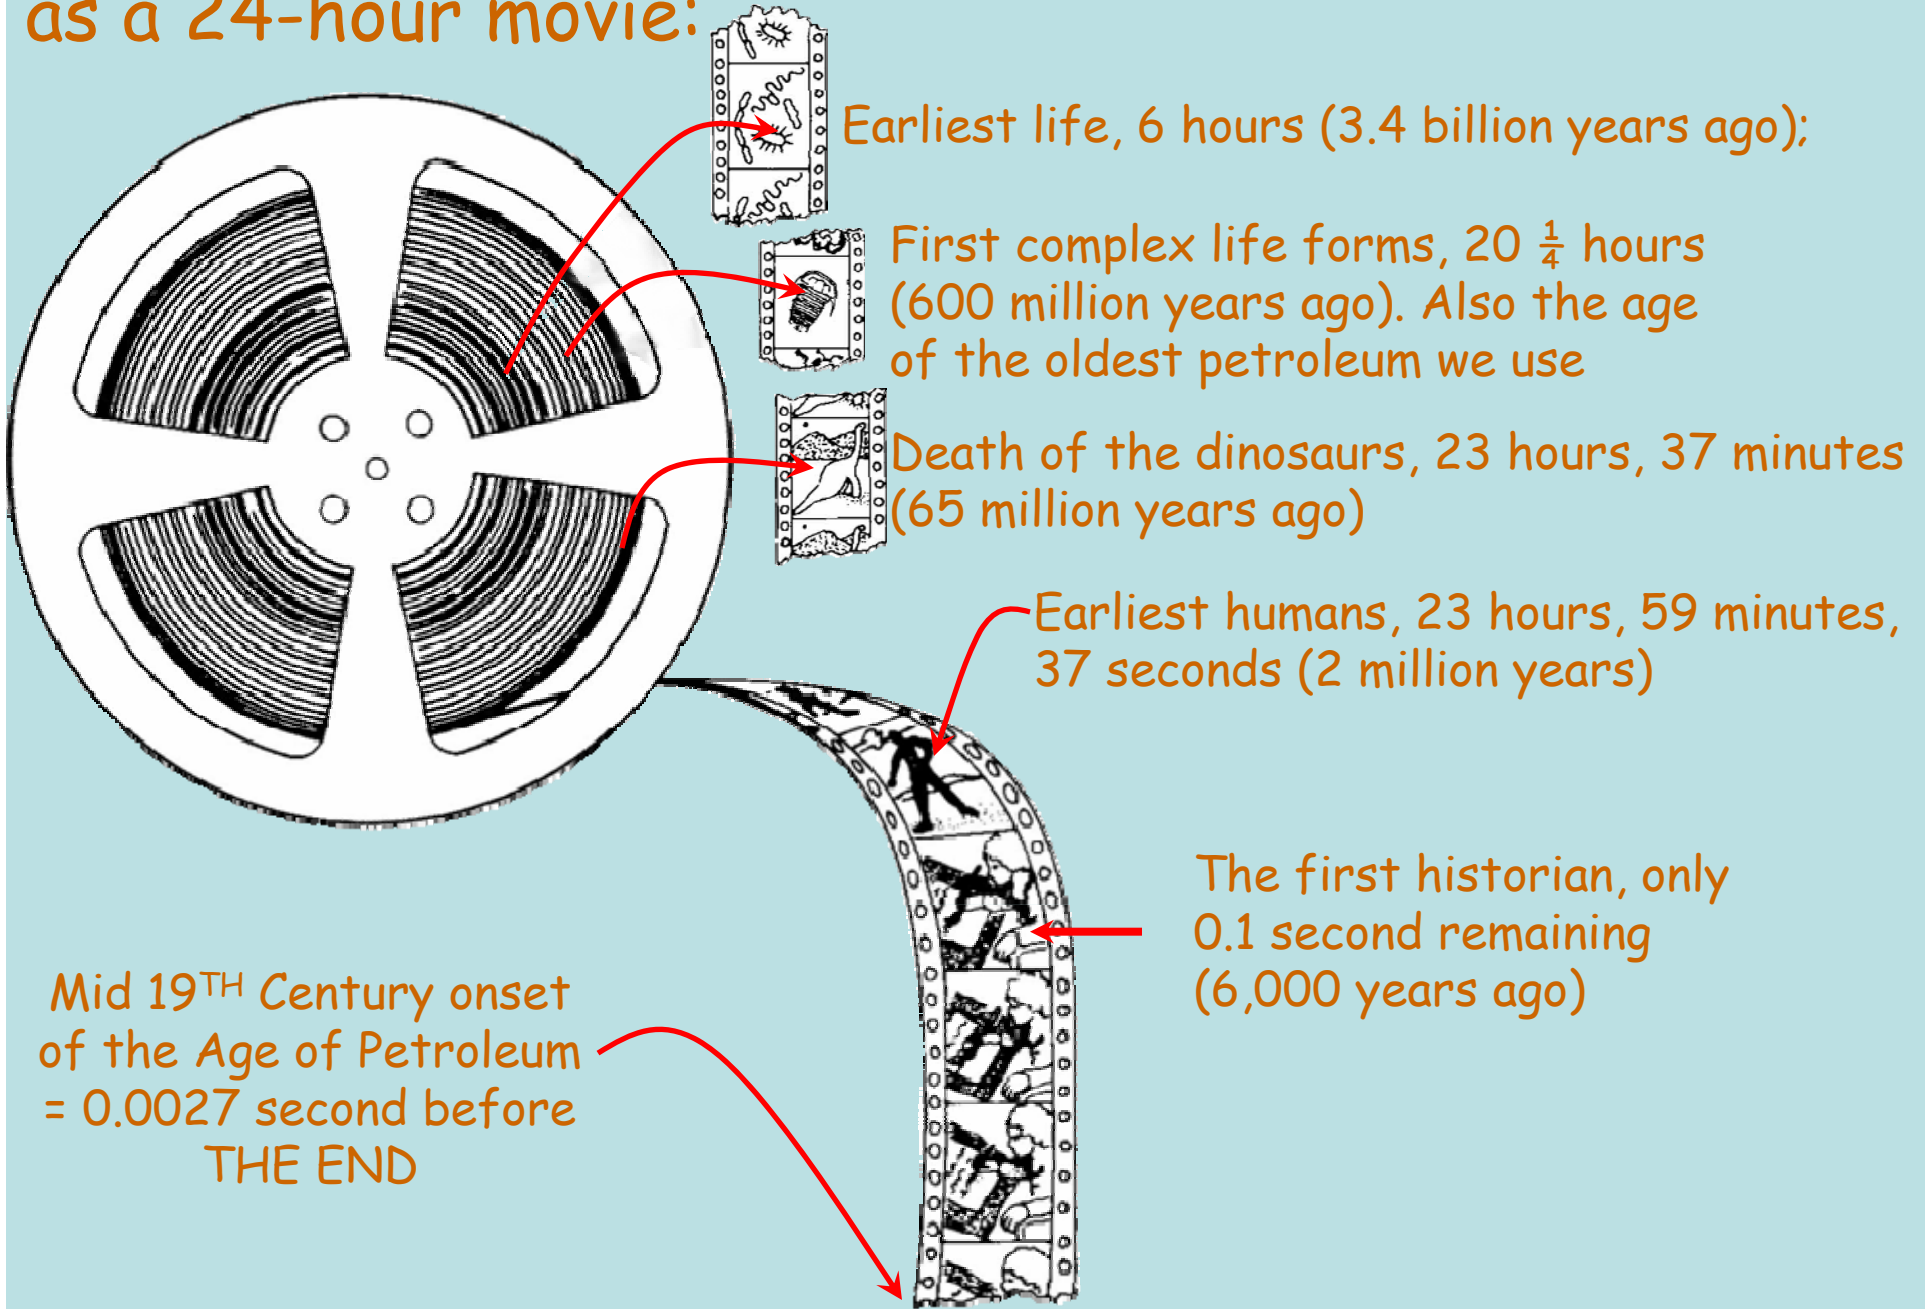 as a 24-hour movie:
Earliest life, 6 hours (3.4 billion years ago);
First complex life forms, 20 ¼ hours
(600 million years ago). Also the age
of the oldest petroleum we use
Death of the dinosaurs, 23 hours, 37 minutes
(65 million years ago)
Earliest humans, 23 hours, 59 minutes,
37 seconds (2 million years)
The first historian, only
0.1 second remaining
(6,000 years ago)
Mid 19TH Century onset
of the Age of Petroleum
= 0.0027 second before
THE END